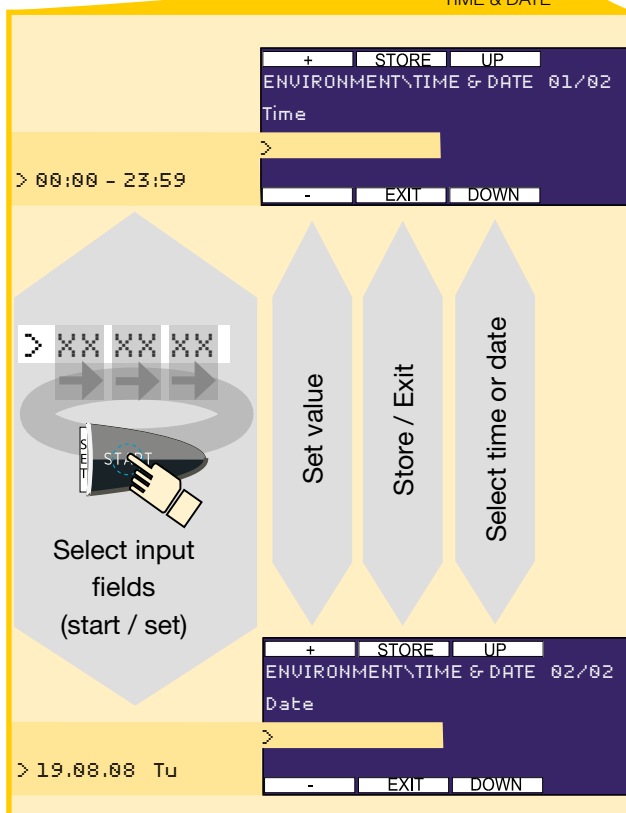 TIME & DATE
+ STORE UP
ENVIRONMENT\TIME & DATE 01/02
Time
>
> 00:00 - 23:59
- EXIT DOWN
> XX XX XX
SET
START
Select input
fields
(start / set)
Set value
Store / Exit
Select time or date
+ STORE UP
ENVIRONMENT\TIME & DATE 02/02
Date
>
> 19.08.08 Tu
- EXIT DOWN